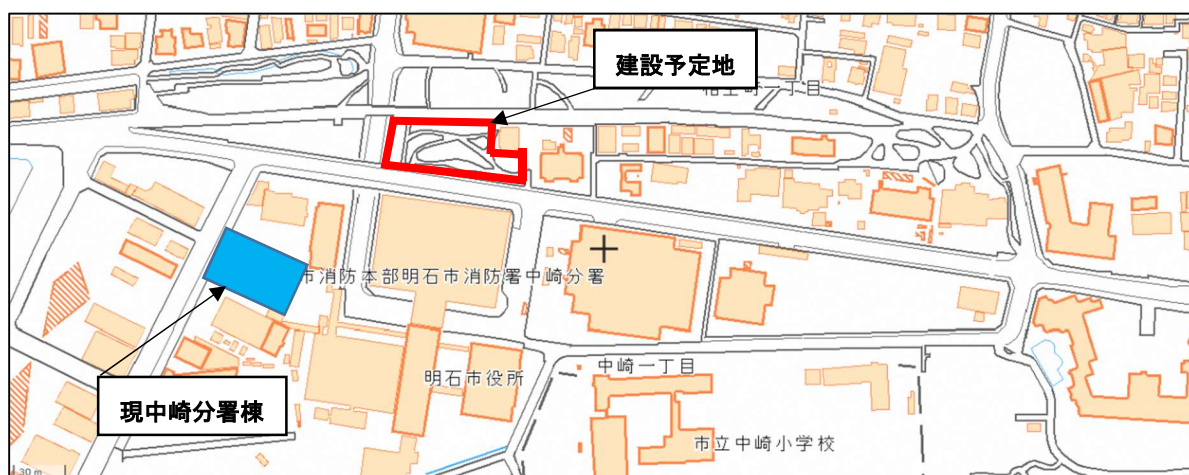 建設予定地
相生町一丁目
市消防本部明石市消防署中崎分署
中崎一丁目
明石市役所
現中崎分署棟
市立中崎小学校
30 m